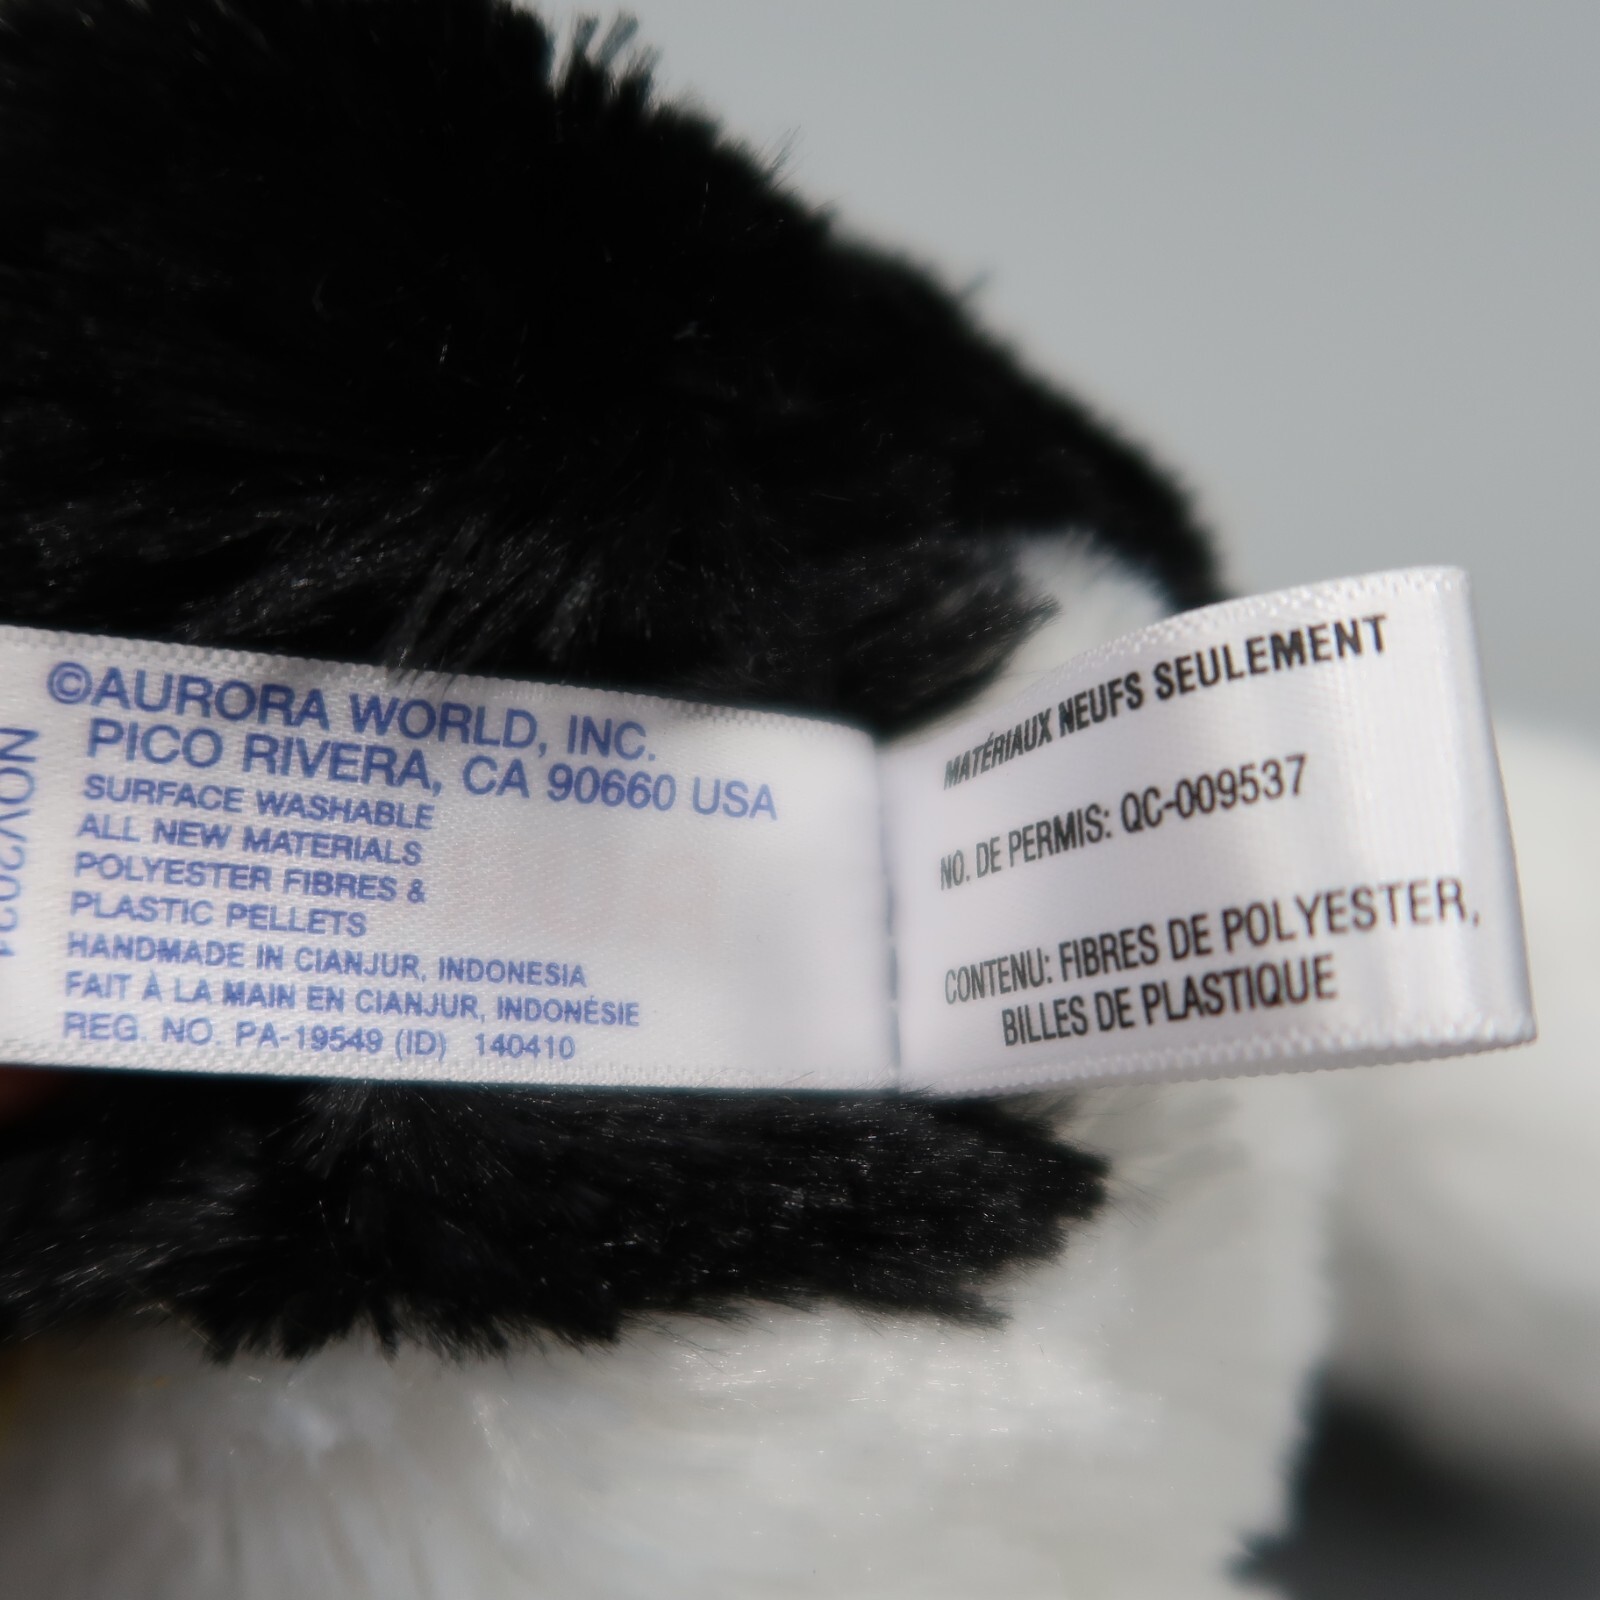 ©AURORA WORLD, INC.
PICO RIVERA, CA 90660 USA
SURFACE WASHABLE
ALL NEW MATERIALS
POLYESTER FIBRES &
PLASTIC PELLETS
HANDMADE IN CIANJUR, INDONESIA
FAIT À LA MAIN EN CIANJUR, INDONÉSIE
REG. NO. PA-19549 (ID) 140410
MATÉRIAUX NEUFS SEULEMENT
NO. DE PERMIS: QC-009537
CONTENU: FIBRES DE POLYESTER,
BILLES DE PLASTIQUE